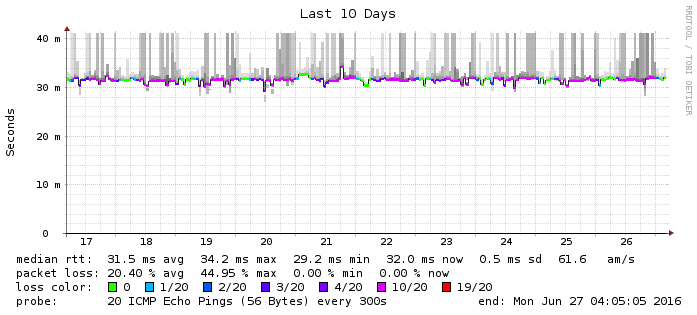 Last 10 Days
RRDTOOL / TOBI OETIKER
Seconds
40 m
30 m
20 m
10 m
0
17 18 19 20 21 22 23 24 25 26
median rtt: 31.5 ms avg 34.2 ms max 29.2 ms min 32.0 ms now 0.5 ms sd 61.6 am/s
packet loss: 20.40 % avg 44.95 % max 0.00 % min 0.00 % now
loss color: 0 1/20 2/20 3/20 4/20 10/20 19/20
probe: 20 ICMP Echo Pings (56 Bytes) every 300s end: Mon Jun 27 04:05:05 2016